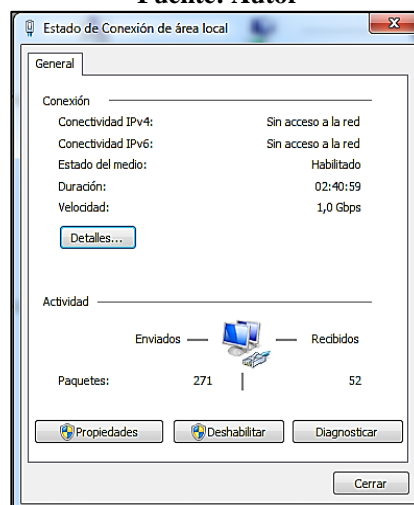 Fuente: Autor
Estado de Conexión de área local
General
Conexión
Conectividad IPv4: Sin acceso a la red
Conectividad IPv6: Sin acceso a la red
Estado del medio: Habilitado
Duración: 02:40:59
Velocidad: 1,0 Gbps
Detalles...
Actividad
Enviados — — Recibidos
Paquetes: 271 52
Propiedades Deshabilitar Diagnosticar
Cerrar